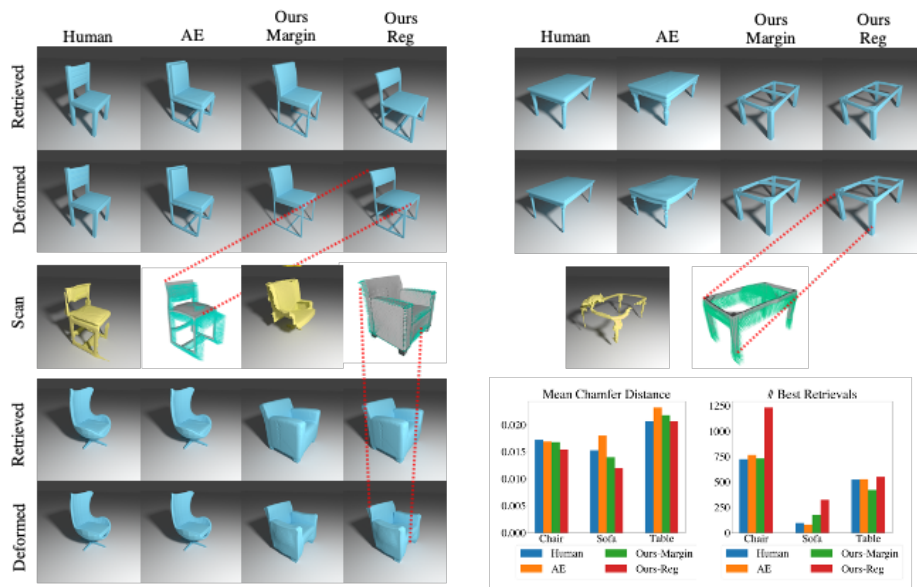 Human AE Ours Margin Ours Reg
Human AE Ours Margin Ours Reg
Retrieved
Deformed
Scan
Retrieved
Deformed
Mean Chamfer Distance
0.020
0.015
0.010
0.005
0.000
Chair Sofa Table
Human Ours-Margin
AE Ours-Reg
# Best Retrievals
1250
1000
750
500
250
0
Chair Sofa Table
Human Ours-Margin
AE Ours-Reg